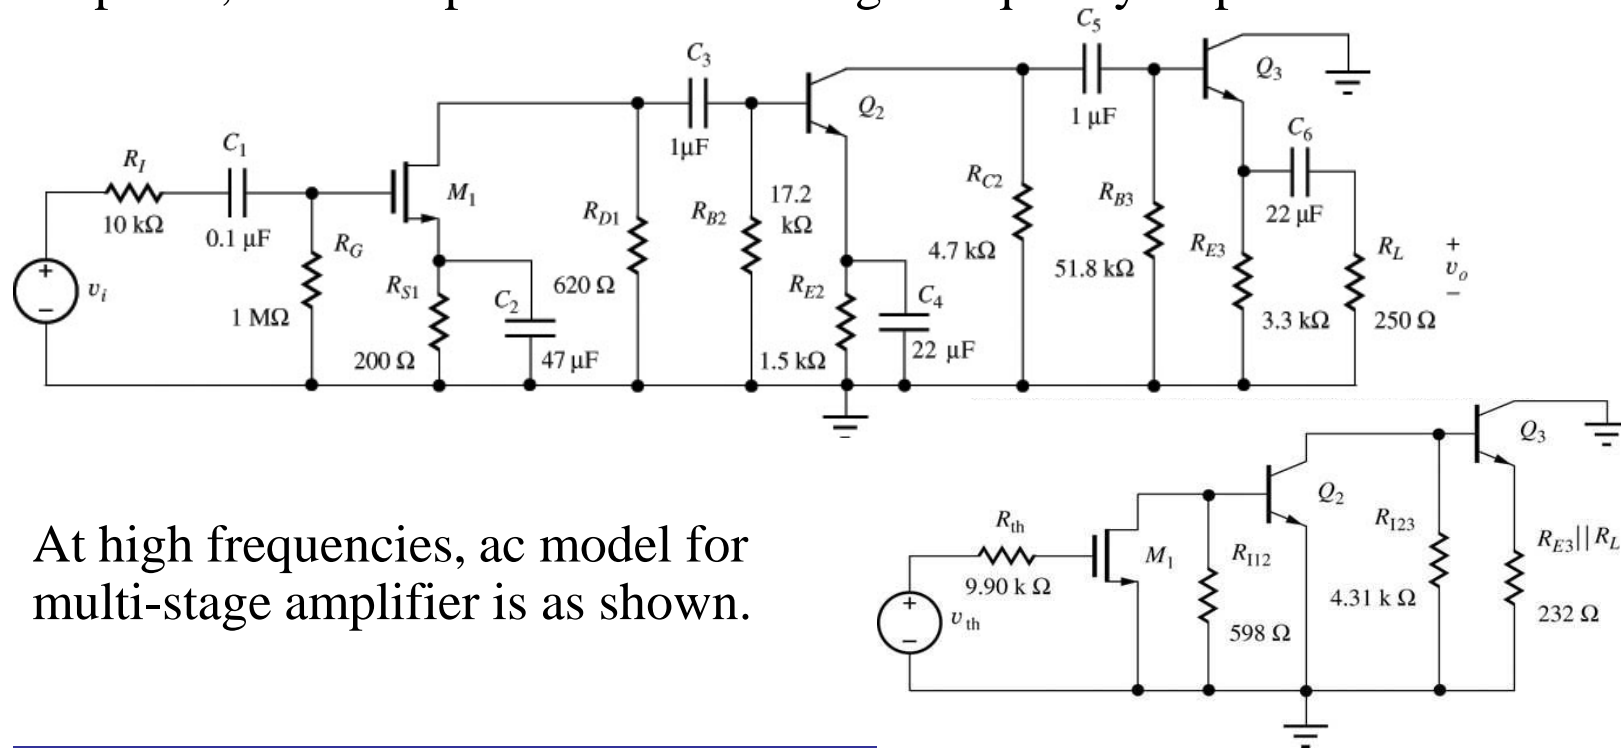 C5
Q3
1 μF
C3
Q2
1μF
C6
22 μF
C1
RI
10 kΩ
0.1 μF
M1
RG
1 MΩ
+
−
vi
RS1
200 Ω
C2
47 μF
RD1
620 Ω
RB2
17.2
kΩ
RE2
1.5 kΩ
C4
22 μF
RC2
4.7 kΩ
RB3
51.8 kΩ
RE3
3.3 kΩ
RL
250 Ω
+
vo
−
At high frequencies, ac model for
multi-stage amplifier is as shown.
Rth
9.90 k Ω
+
−
vth
M1
RI12
598 Ω
Q2
RI23
4.31 k Ω
Q3
RE3||RL
232 Ω